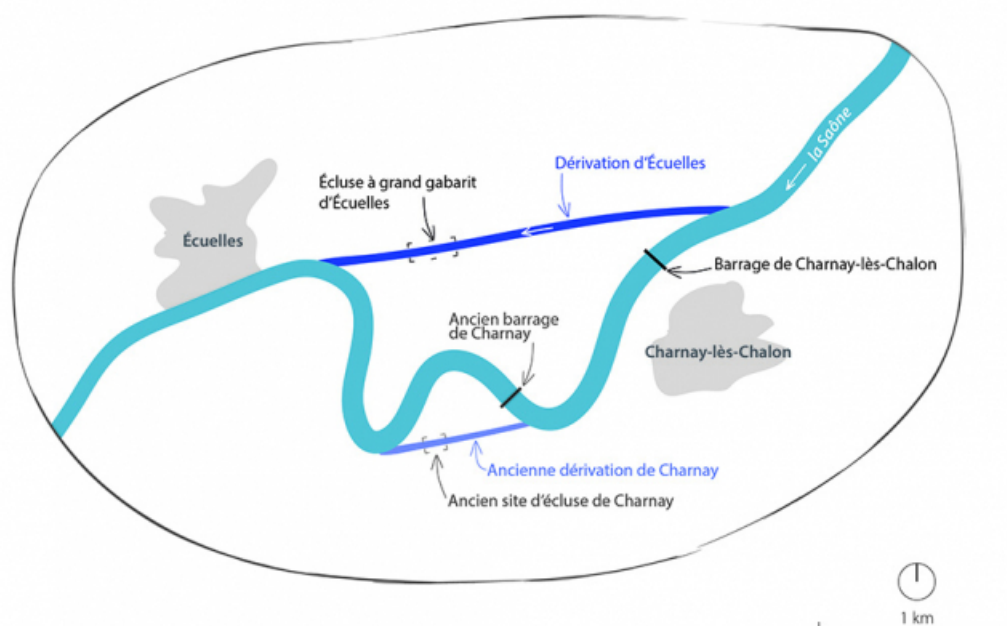 la Saône
Dérivation d'Écuelles
Écluse à grand gabarit
d'Écuelles
Écuelles
Barrage de Charnay-lès-Chalon
Ancien barrage
de Charnay
Charnay-lès-Chalon
Ancienne dérivation de Charnay
Ancien site d'écluse de Charnay
1 km